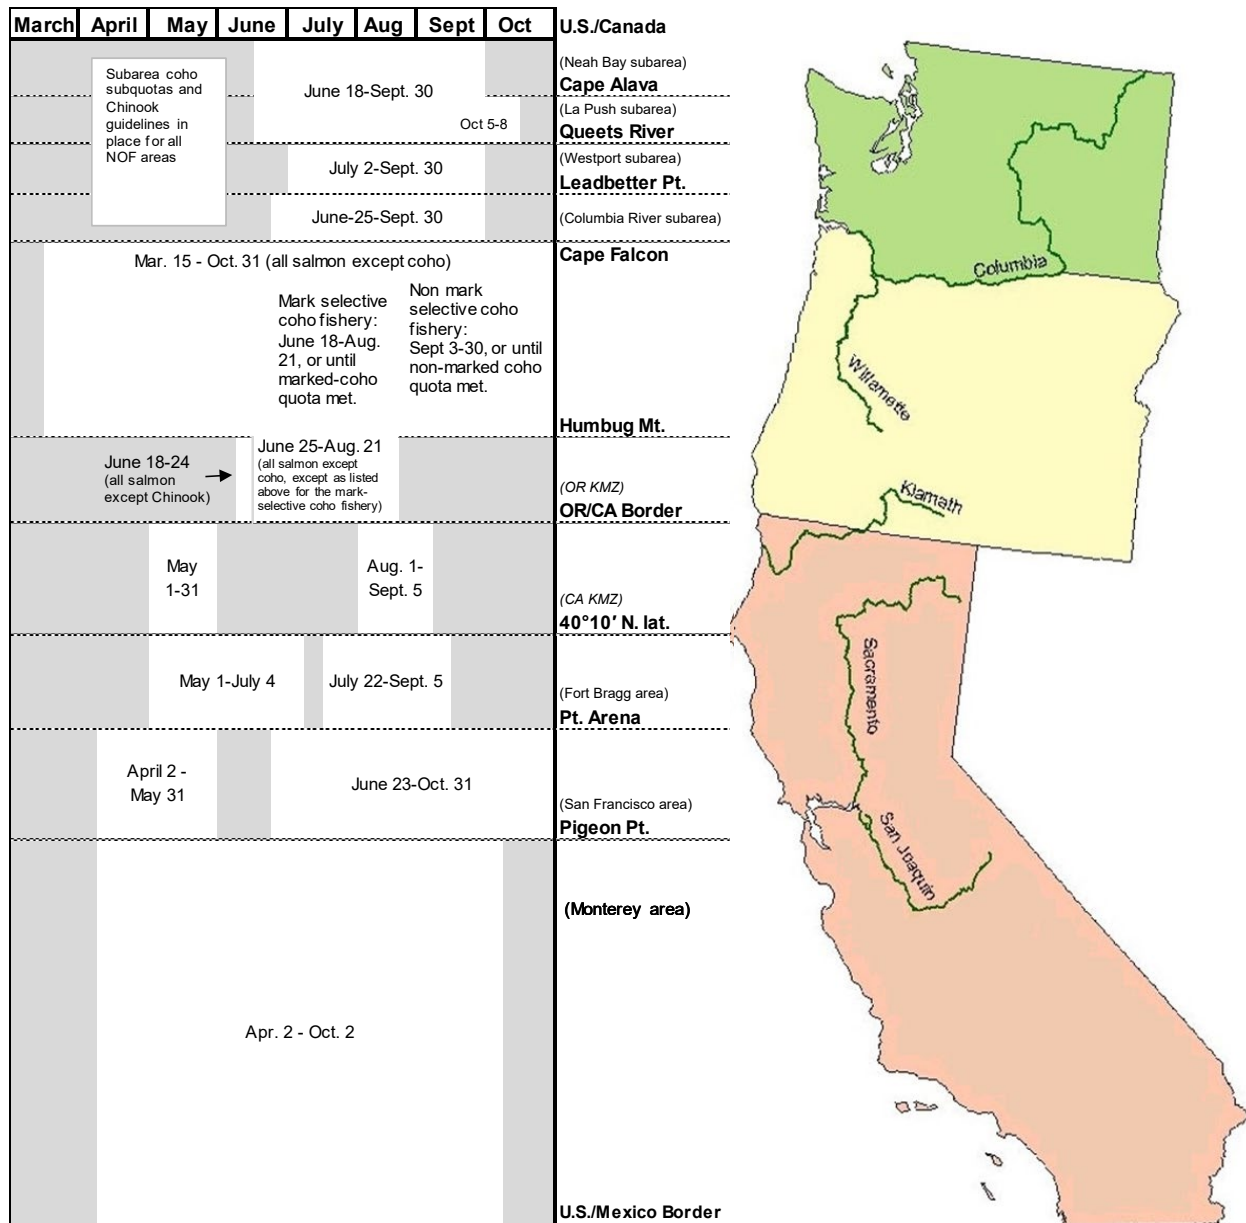 March April May June July Aug Sept Oct
U.S./Canada
Subarea coho
subquotas and
Chinook
guidelines in
place for all
NOF areas
June 18-Sept. 30
(Neah Bay subarea)
Cape Alava
Oct 5-8
(La Push subarea)
Queets River
July 2-Sept. 30
(Westport subarea)
Leadbetter Pt.
June-25-Sept. 30
(Columbia River subarea)
Cape Falcon
Mar. 15 - Oct. 31 (all salmon except coho)
Mark selective
coho fishery:
June 18-Aug.
21, or until
marked-coho
quota met.
Non mark
selective coho
fishery:
Sept 3-30, or until
non-marked coho
quota met.
Humbug Mt.
June 18-24
(all salmon
except Chinook)
June 25-Aug. 21
(all salmon except
coho, except as listed
above for the mark-
selective coho fishery)
(OR KMZ)
OR/CA Border
May
1-31
Aug. 1-
Sept. 5
(CA KMZ)
40°10′ N. lat.
May 1-July 4
July 22-Sept. 5
(Fort Bragg area)
Pt. Arena
April 2 -
May 31
June 23-Oct. 31
(San Francisco area)
Pigeon Pt.
(Monterey area)
Apr. 2 - Oct. 2
U.S./Mexico Border
Columbia
Willamette
Klamath
Sacramento
San Joaquin